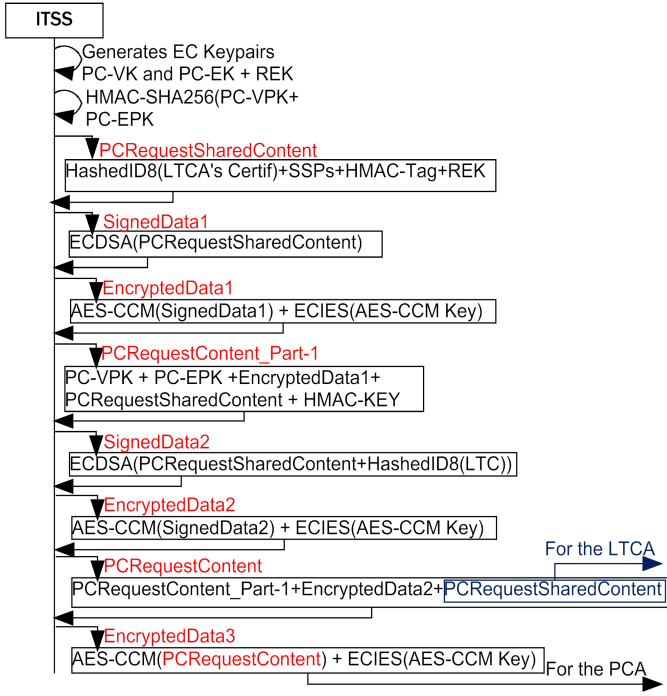 ITSS
Generates EC Keypairs
PC-VK and PC-EK + REK
HMAC-SHA256(PC-VPK+
PC-EPK
PCRequestSharedContent
HashedID8(LTCA's Certif)+SSPs+HMAC-Tag+REK
SignedData1
ECDSA(PCRequestSharedContent)
EncryptedData1
AES-CCM(SignedData1) + ECIES(AES-CCM Key)
PCRequestContent_Part-1
PC-VPK + PC-EPK +EncryptedData1+
PCRequestSharedContent + HMAC-KEY
SignedData2
ECDSA(PCRequestSharedContent+HashedID8(LTC))
EncryptedData2
AES-CCM(SignedData2) + ECIES(AES-CCM Key)
For the LTCA
PCRequestContent
PCRequestContent_Part-1+EncryptedData2+PCRequestSharedContent
EncryptedData3
AES-CCM(PCRequestContent) + ECIES(AES-CCM Key)
For the PCA